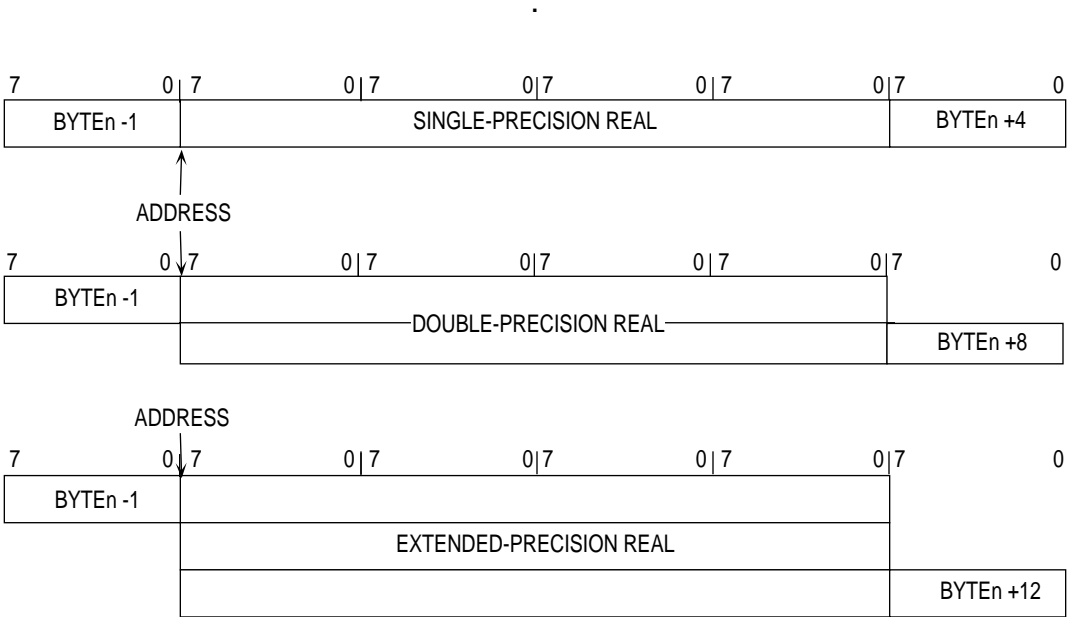 .
7 0 7 0 7 0 7 0 7 0 7 0
BYTEn -1 SINGLE-PRECISION REAL BYTEn +4
ADDRESS
7 0 7 0 7 0 7 0 7 0 7 0
BYTEn -1
DOUBLE-PRECISION REAL
BYTEn +8
ADDRESS
7 0 7 0 7 0 7 0 7 0 7 0
BYTEn -1
EXTENDED-PRECISION REAL
BYTEn +12